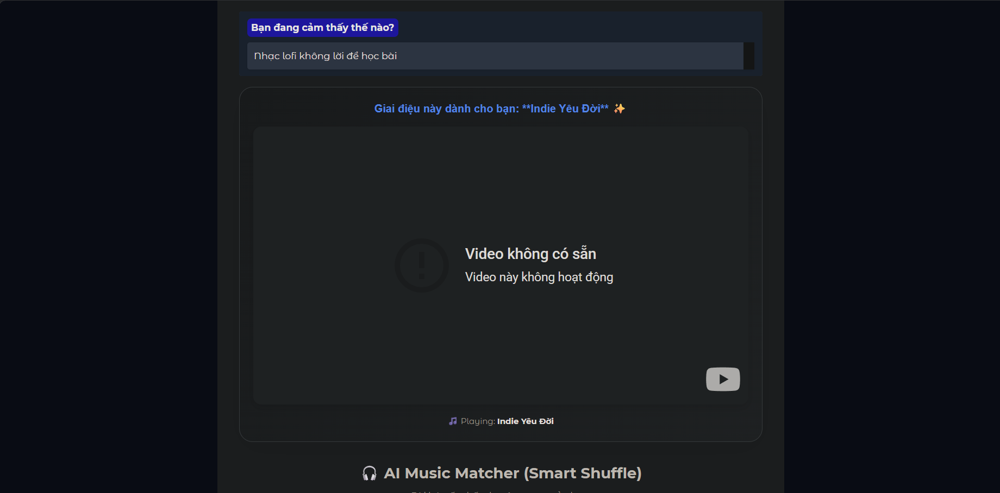 Bạn đang cảm thấy thế nào?
Nhạc lofi không lời để học bài
Giai điệu này dành cho bạn: **Indie Yêu Đời** ✨
Video không có sẵn
Video này không hoạt động
🎵 Playing: Indie Yêu Đời
🎧 AI Music Matcher (Smart Shuffle)